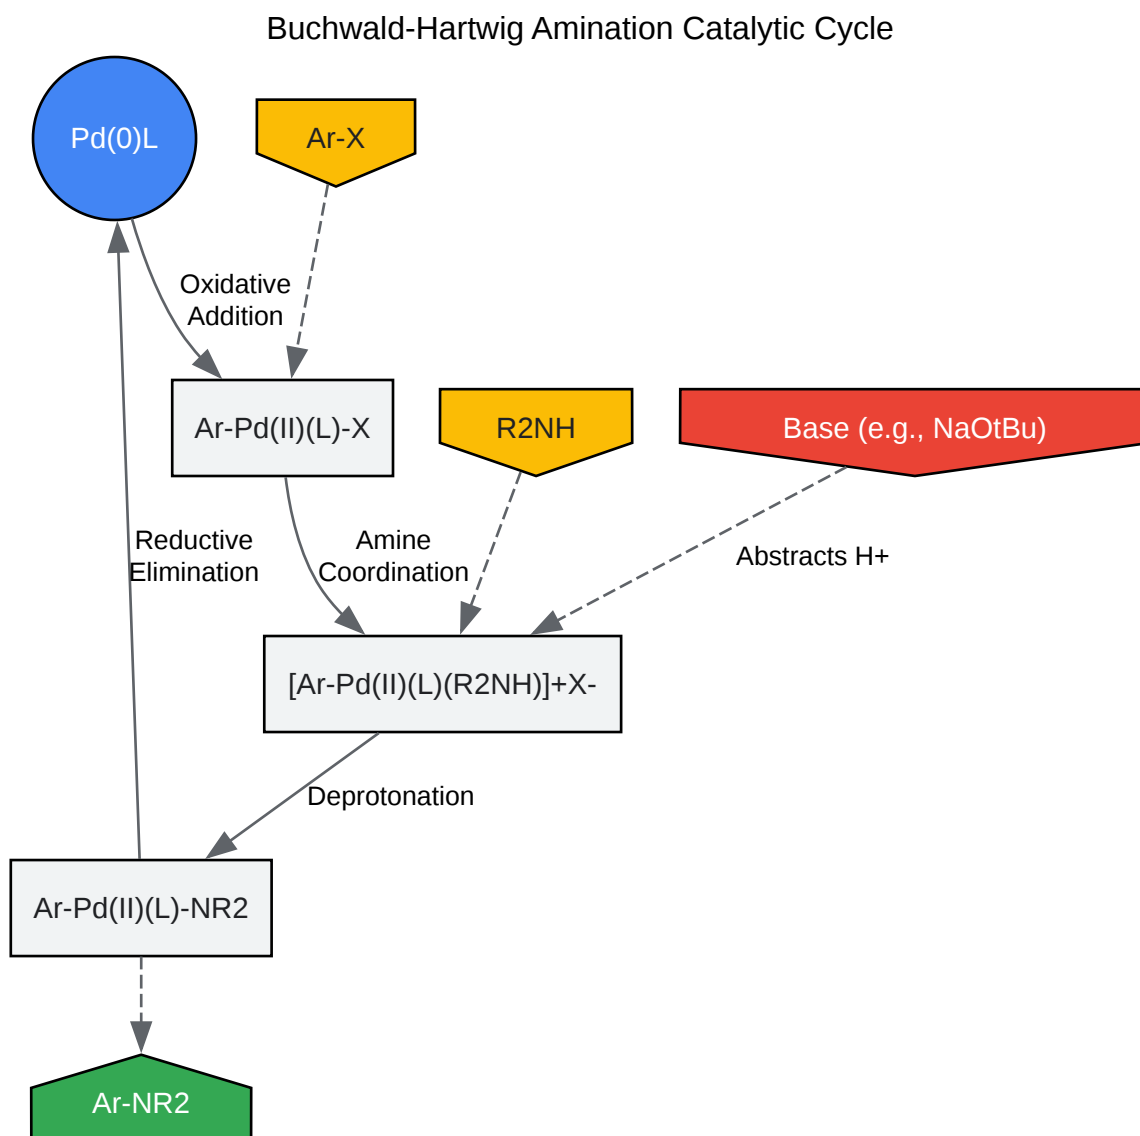 Buchwald-Hartwig Amination Catalytic Cycle
Pd(0)L
Ar-X
Oxidative
Addition
Ar-Pd(II)(L)-X
R2NH
Base (e.g., NaOtBu)
Reductive
Elimination
Amine
Coordination
Abstracts H+
[Ar-Pd(II)(L)(R2NH)]+X-
Deprotonation
Ar-Pd(II)(L)-NR2
Ar-NR2